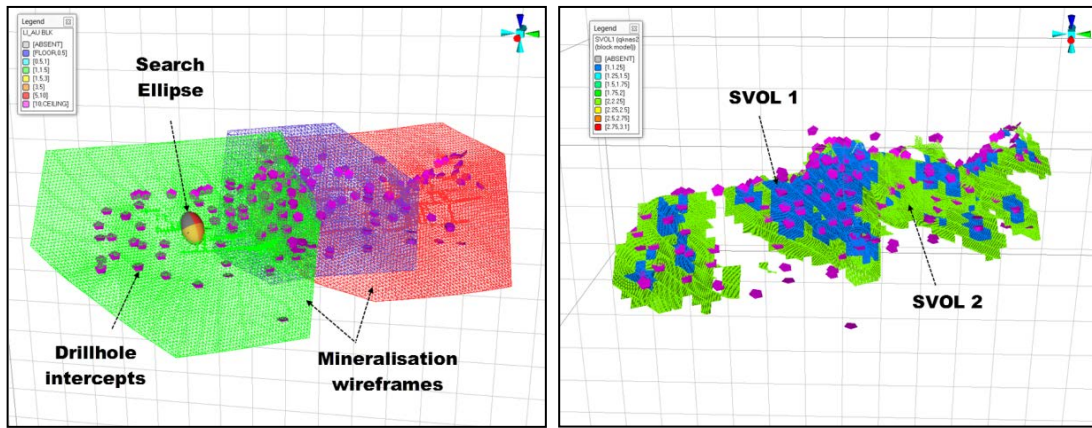 Legend
LI_AU BLK
[ABSENT]
[FLOOR,0.5]
[0.5,1]
[1,1.5]
[1.5,3]
[3,5]
[5,10]
[10,CEILING]
Search
Ellipse
Drillhole
intercepts
Mineralisation
wireframes
Legend
SVOL1 (qknas2
(block model))
[ABSENT]
[1,1.25]
[1.25,1.5]
[1.5,1.75]
[1.75,2]
[2,2.25]
[2.25,2.5]
[2.5,2.75]
[2.75,3.1]
SVOL 1
SVOL 2